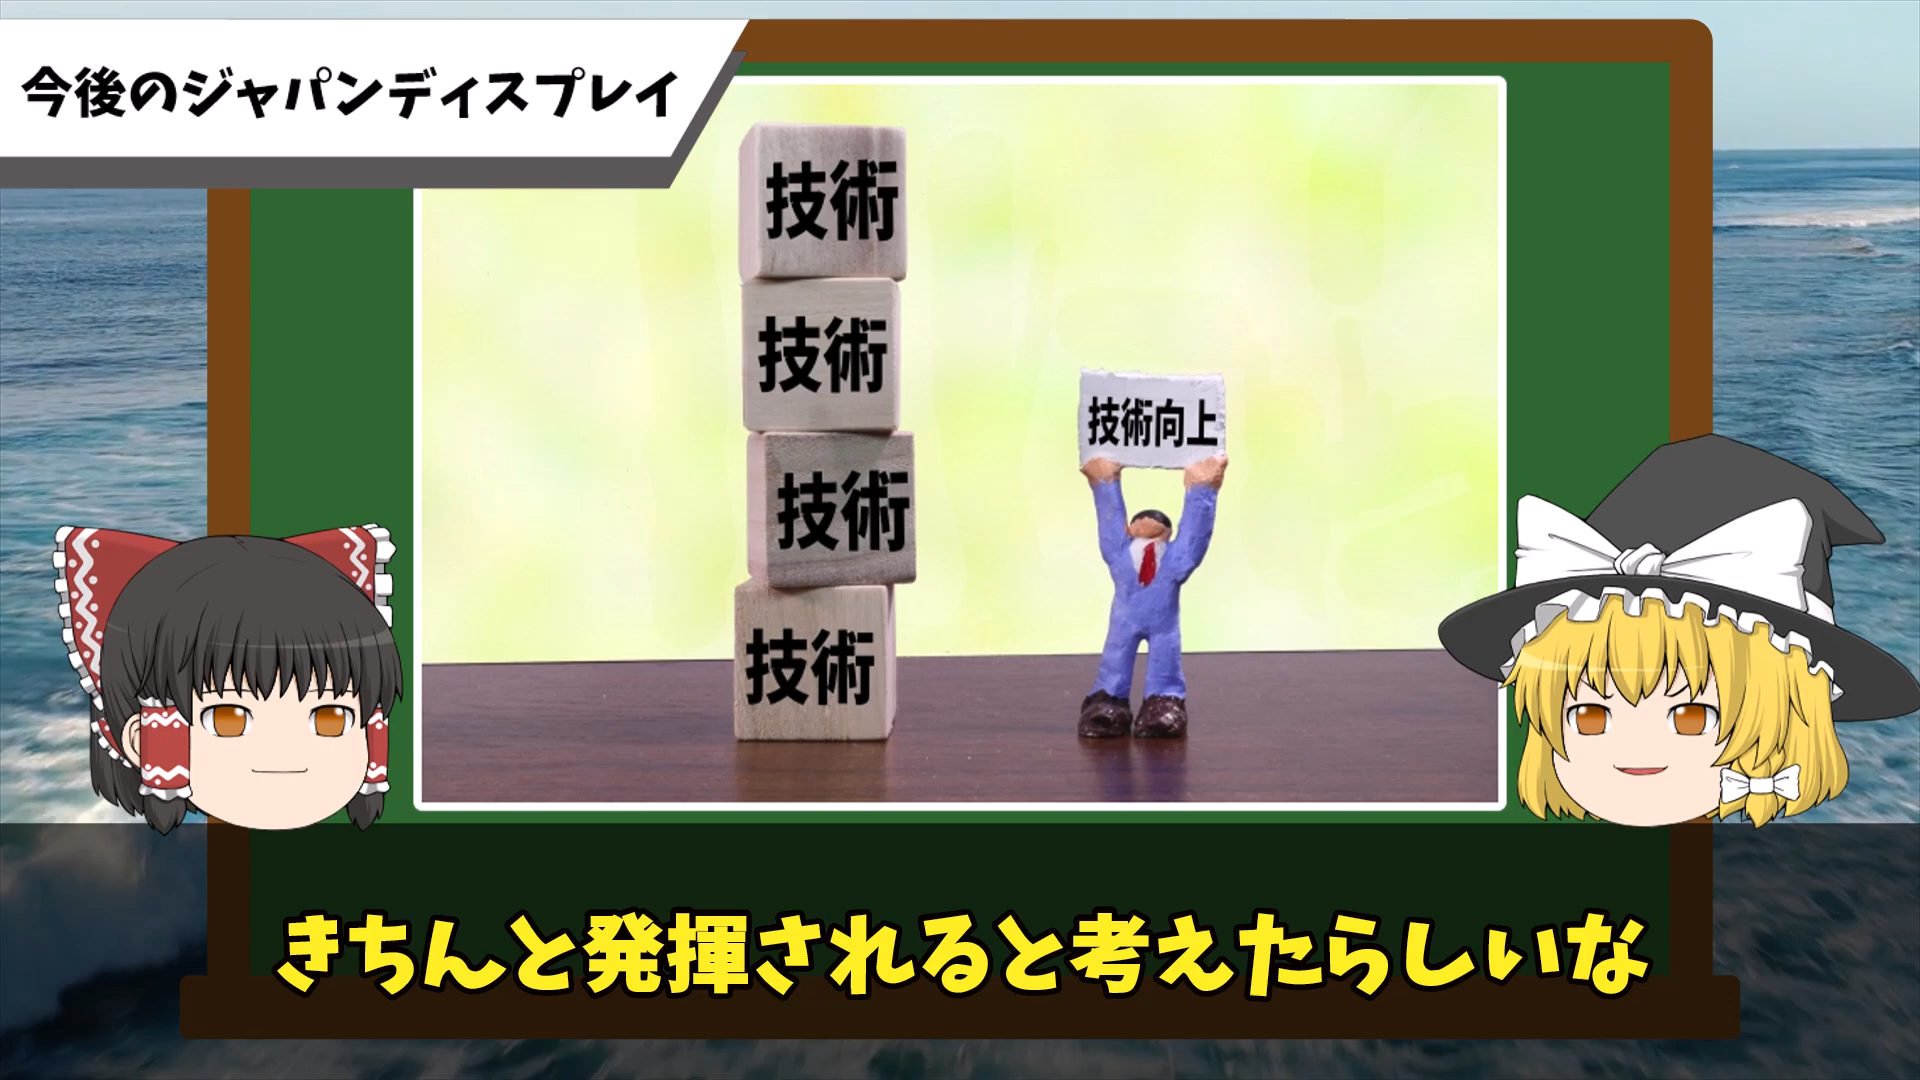 今後のジャパンディスプレイ
技術
技術
技術
技術
技術向上
きちんと発揮されると考えたらしいな